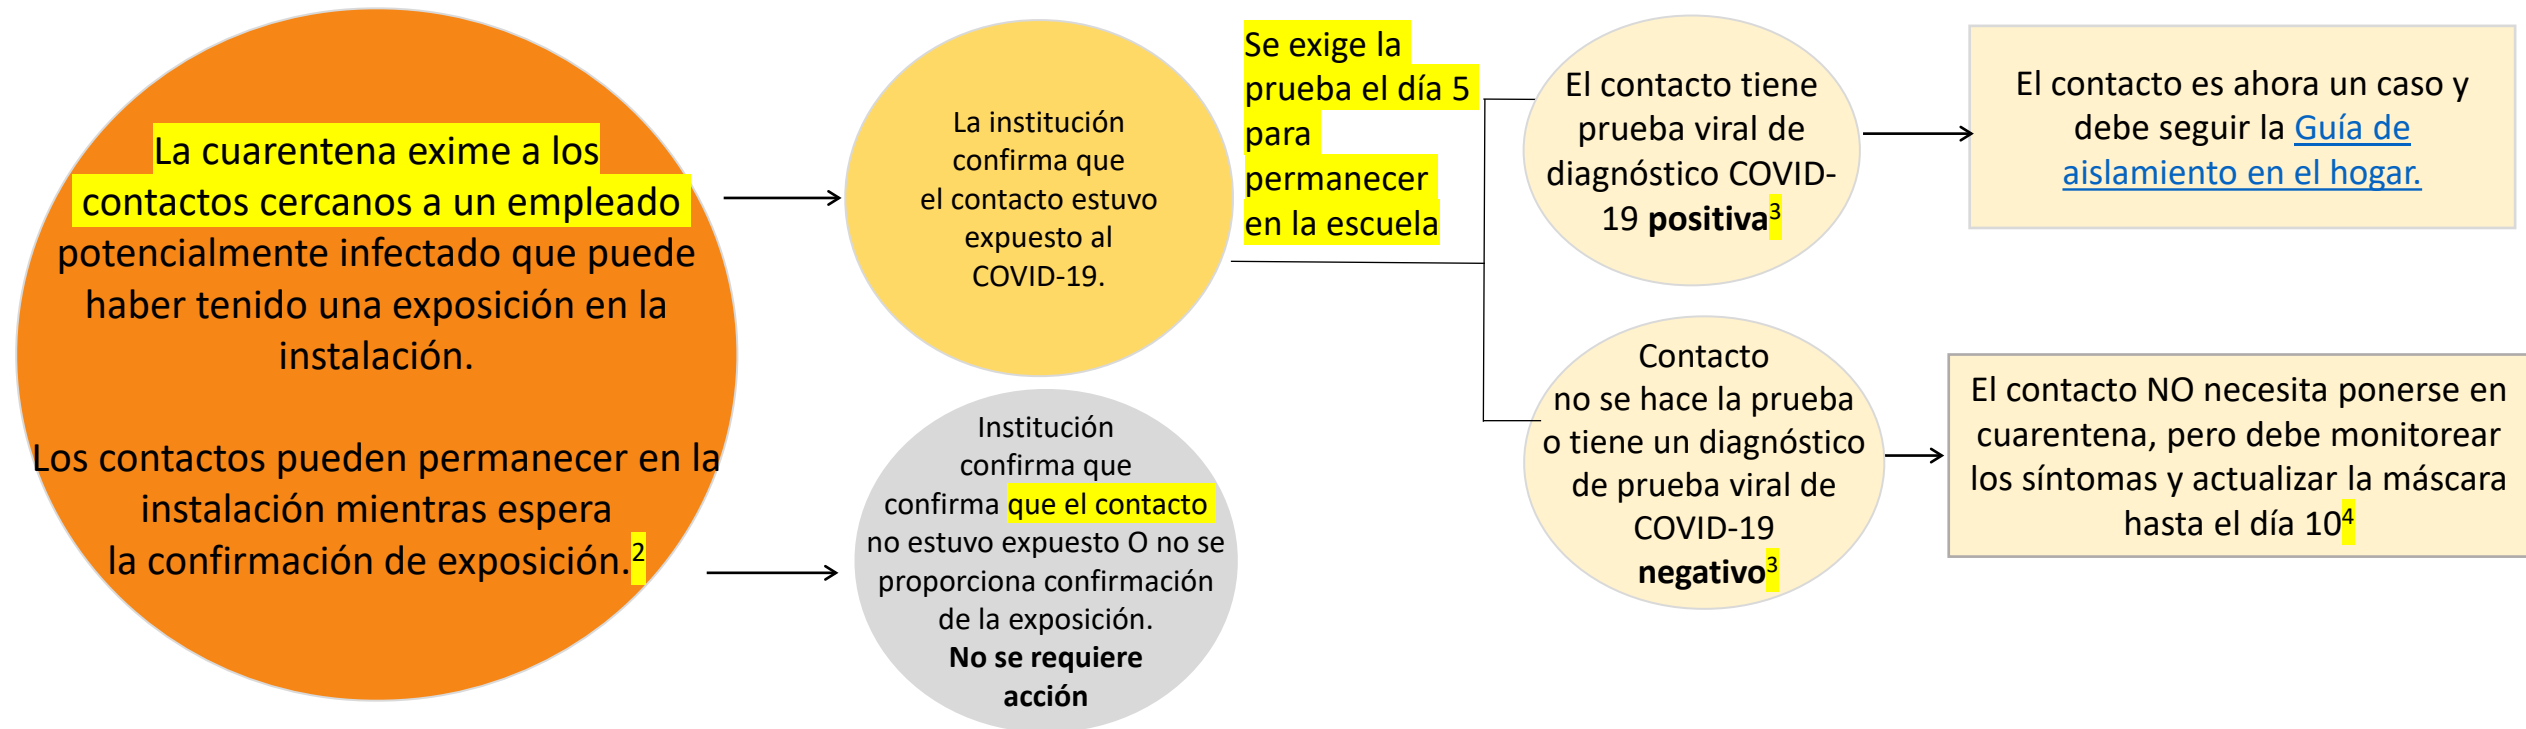 La cuarentena exime a los
contactos cercanos a un empleado
potencialmente infectado que puede
haber tenido una exposición en la
instalación.
Los contactos pueden permanecer en la
instalación mientras espera
la confirmación de exposición.²
La institución
confirma que
el contacto estuvo
expuesto al
COVID-19.
Institución
confirma que
confirma que el contacto
no estuvo expuesto O no se
proporciona confirmación
de la exposición.
No se requiere
acción
Se exige la
prueba el día 5
para
permanecer
en la escuela
El contacto tiene
prueba viral de
diagnóstico COVID-
19 positiva³
El contacto es ahora un caso y
debe seguir la Guía de
aislamiento en el hogar.
Contacto
no se hace la prueba
o tiene un diagnóstico
de prueba viral de
COVID-19
negativo³
El contacto NO necesita ponerse en
cuarentena, pero debe monitorear
los síntomas y actualizar la máscara
hasta el día 10⁴